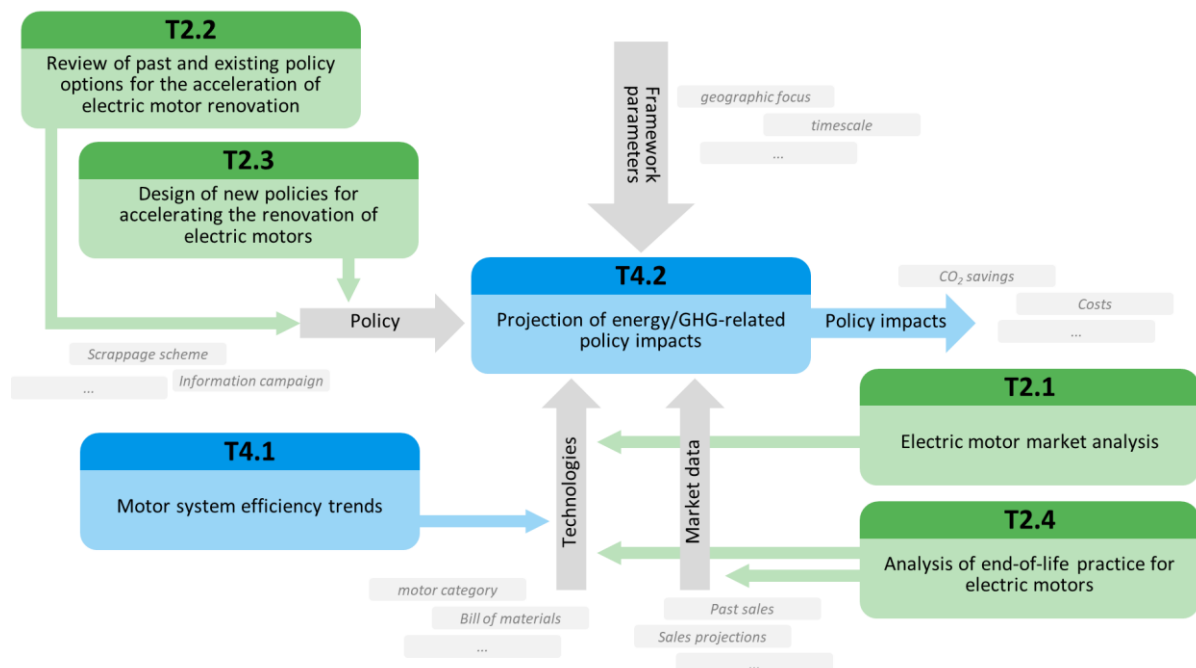 T2.2
Review of past and existing policy
options for the acceleration of
electric motor renovation
T2.3
Design of new policies for
accelerating the renovation of
electric motors
Framework
parameters
geographic focus
timescale
...
Policy
Scrappage scheme
Information campaign
...
T4.2
Projection of energy/GHG-related
policy impacts
Policy impacts
CO₂ savings
Costs
...
T4.1
Motor system efficiency trends
Technologies
Market data
T2.1
Electric motor market analysis
T2.4
Analysis of end-of-life practice for
electric motors
motor category
Bill of materials
...
Past sales
Sales projections
...